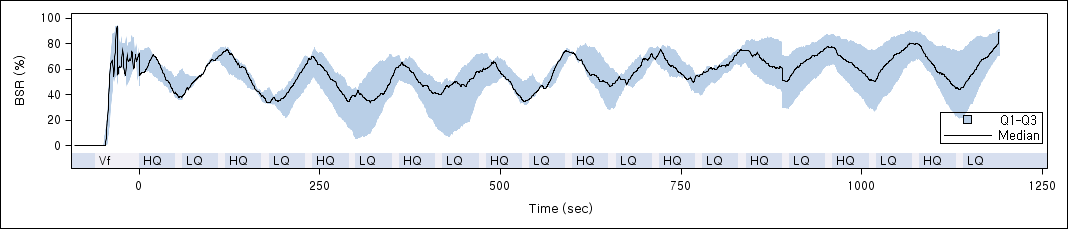 100
80
60
40
20
0
BSR (%)
Q1-Q3
Median
Vf HQ LQ HQ LQ HQ LQ HQ LQ HQ LQ HQ LQ HQ LQ HQ LQ HQ LQ HQ LQ
0 250 500 750 1000 1250
Time (sec)